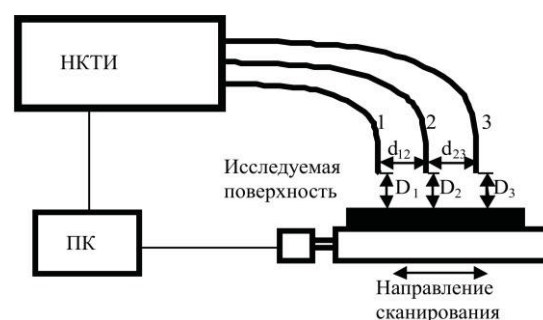 НКТИ
1 2 3
d12 d23
Исследуемая
поверхность
D1 D2 D3
ПК
Направление
сканирования